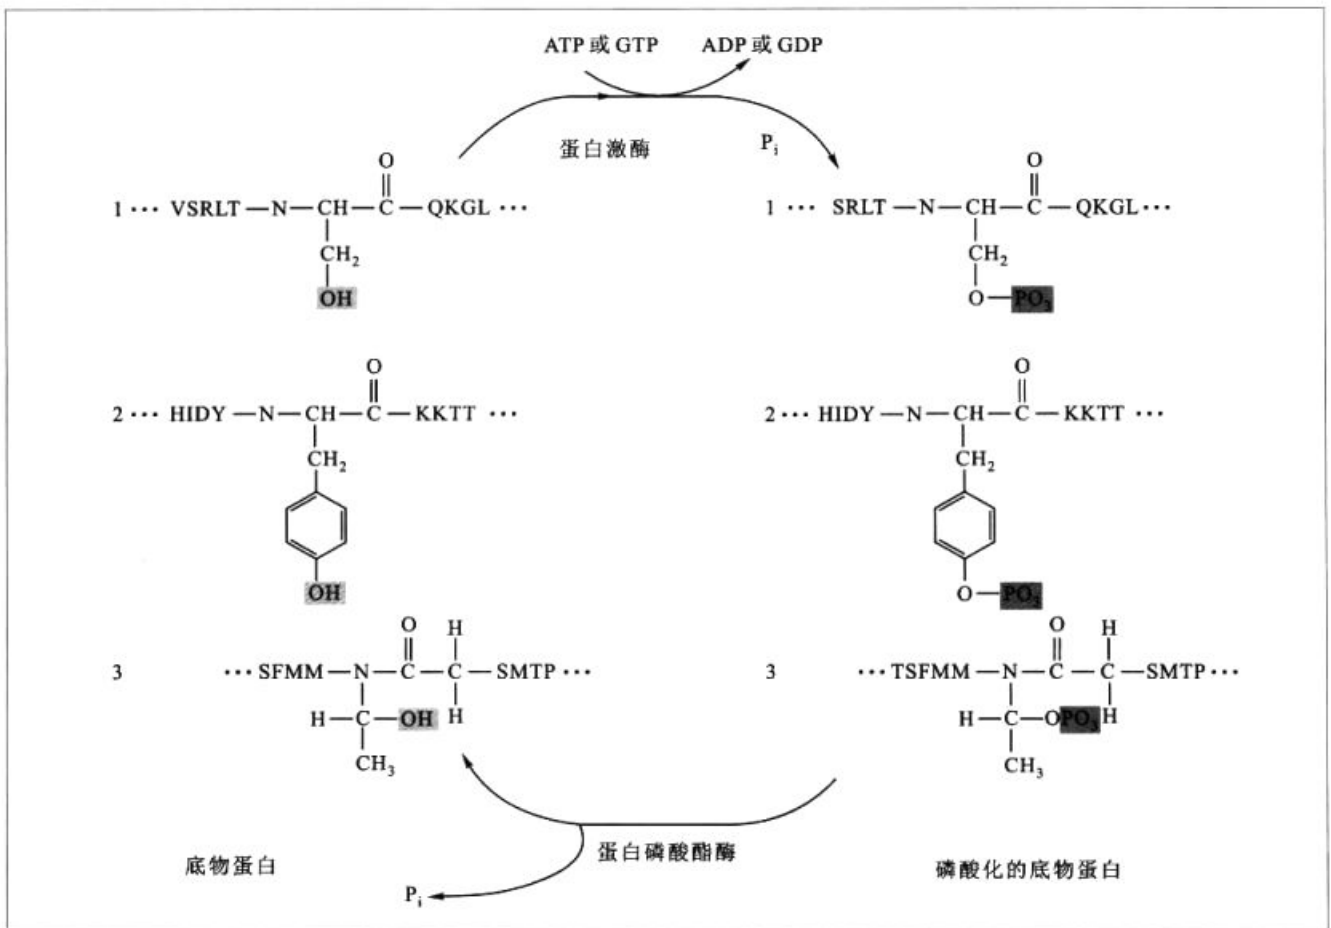 ATP 或 GTP ADP 或 GDP
蛋白激酶 Pi
O O
1 ··· VSRLT—N—CH—C—QKGL ··· 1 ··· SRLT—N—CH—C—QKGL ···
CH2 CH2
OH O—PO3
O O
2 ··· HIDY—N—CH—C—KKTT ··· 2 ··· HIDY—N—CH—C—KKTT ···
CH2 CH2
OH O—PO3
O H O H
3 ··· SFMM—N—C—C—SMTP ··· 3 ··· TSFMM—N—C—C—SMTP ···
H—C—OH H H—C—OPO3 H
CH3 CH3
底物蛋白 蛋白磷酸酯酶 磷酸化的底物蛋白
Pi